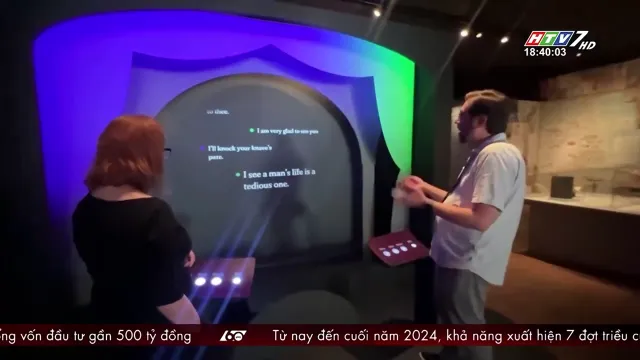 HTV7 HD
18:40:03
I am very glad to see you
I'll knock your knave's
pate.
I see a man's life is a
tedious one.
ổng vốn đầu tư gần 500 tỷ đồng
60 Từ nay đến cuối năm 2024, khả năng xuất hiện 7 đợt triều c